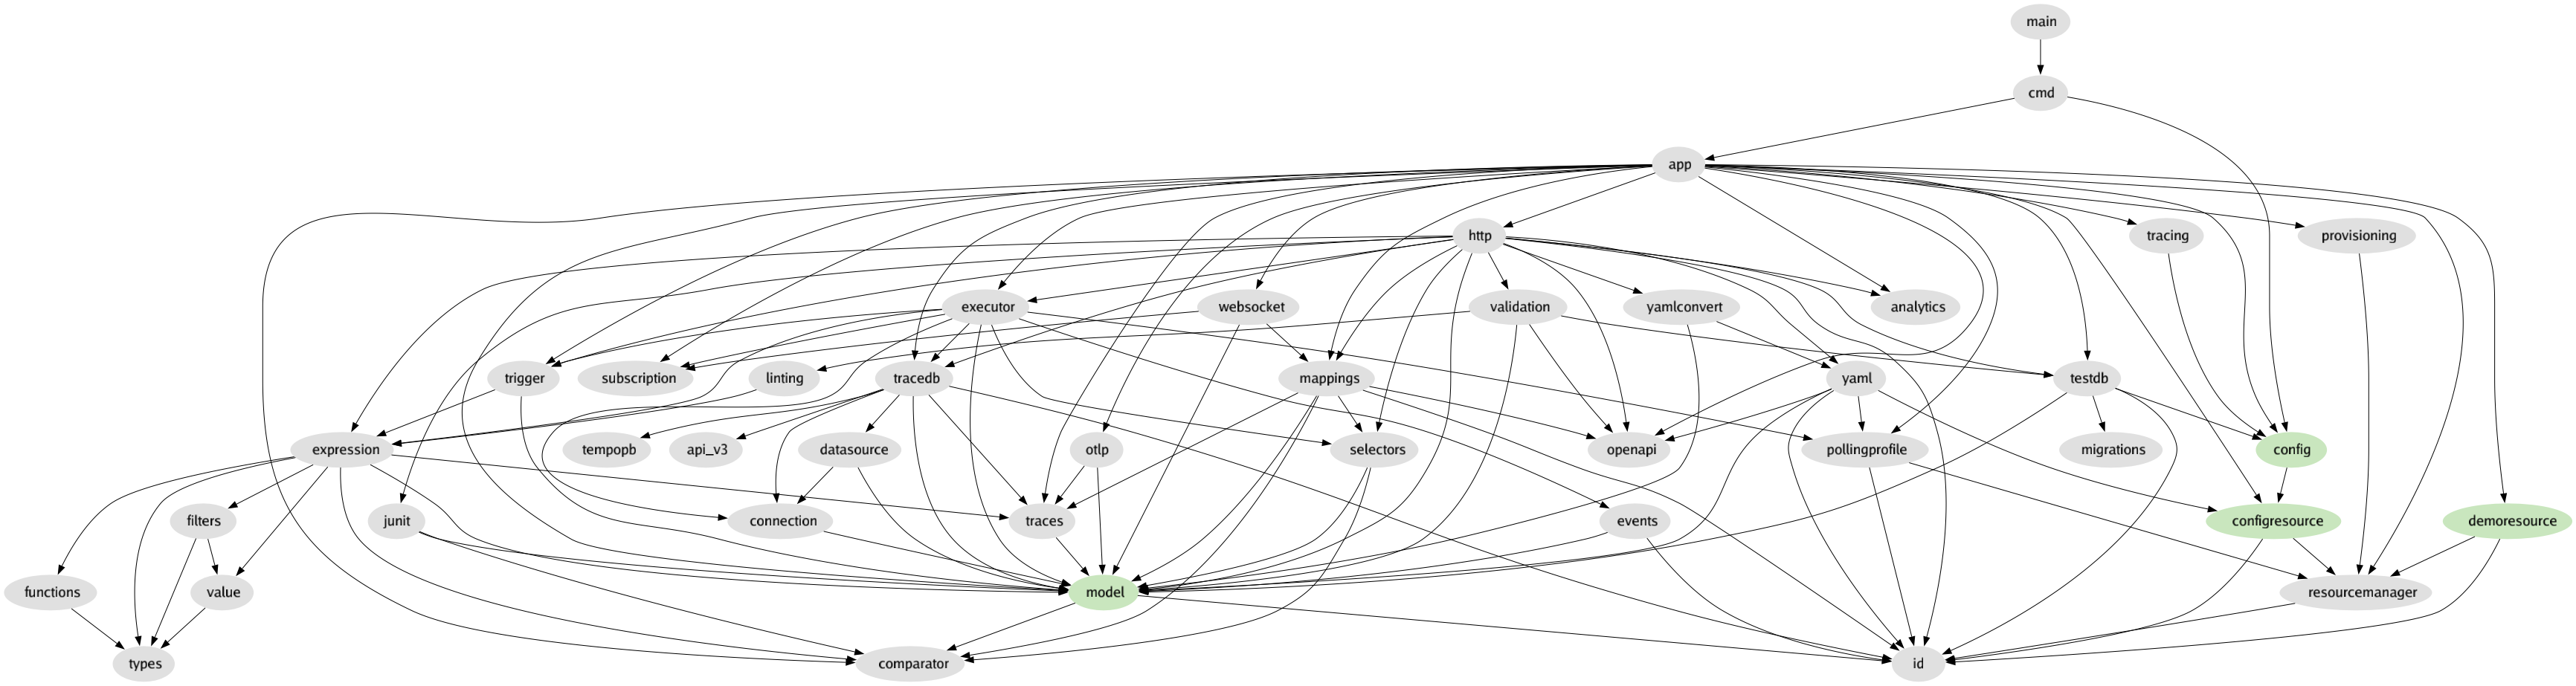 main
cmd
app
http
tracing
provisioning
executor
websocket
validation
yamlconvert
analytics
trigger
subscription
linting
tracedb
mappings
yaml
testdb
expression
tempopb
api_v3
datasource
otlp
selectors
openapi
pollingprofile
migrations
config
filters
junit
connection
traces
events
configresource
demoresource
functions
value
model
resourcemanager
types
comparator
id